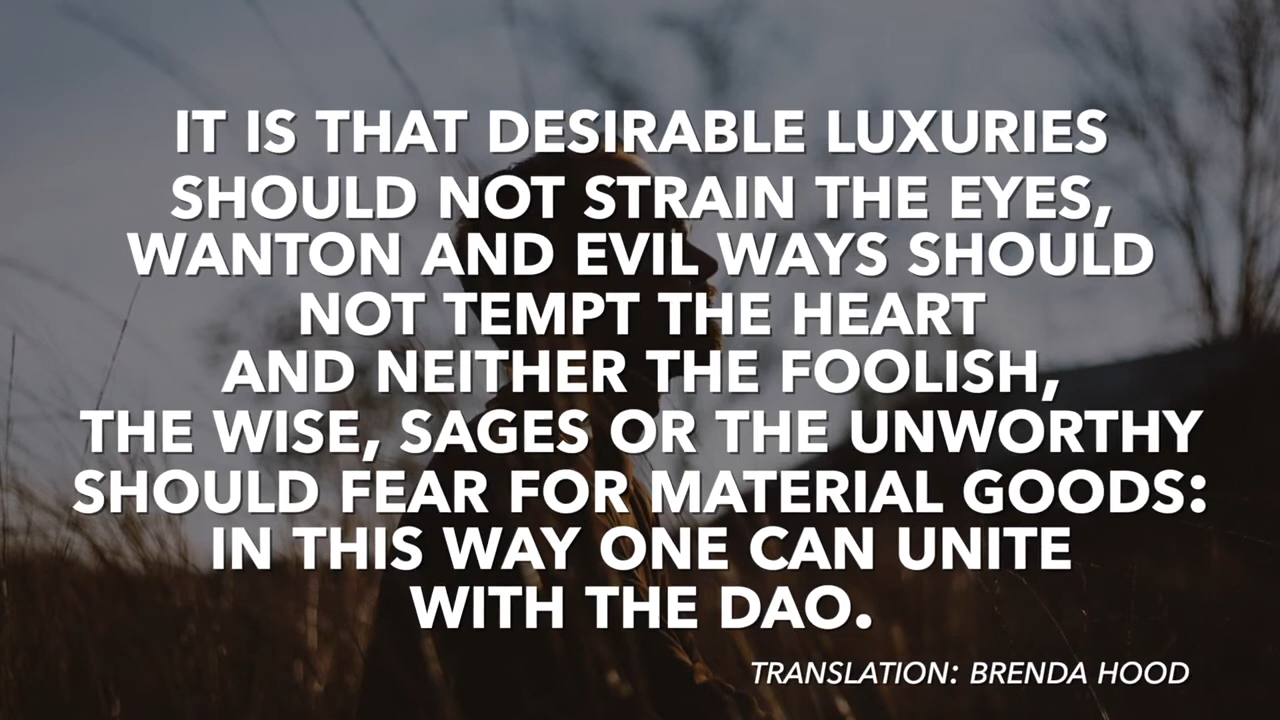 IT IS THAT DESIRABLE LUXURIES
SHOULD NOT STRAIN THE EYES,
WANTON AND EVIL WAYS SHOULD
NOT TEMPT THE HEART
AND NEITHER THE FOOLISH,
THE WISE, SAGES OR THE UNWORTHY
SHOULD FEAR FOR MATERIAL GOODS:
IN THIS WAY ONE CAN UNITE
WITH THE DAO.
TRANSLATION: BRENDA HOOD